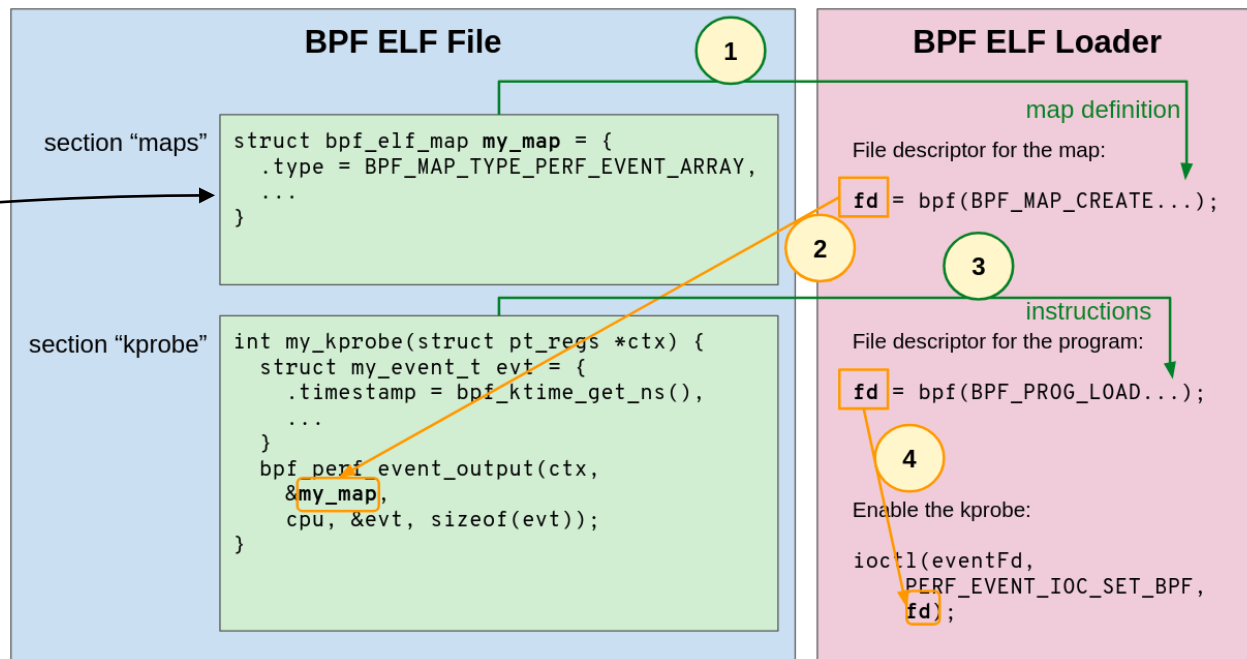 BPF ELF File
1
section “maps”
struct bpf_elf_map my_map = {
.type = BPF_MAP_TYPE_PERF_EVENT_ARRAY,
...
}
section “kprobe”
int my_kprobe(struct pt_regs *ctx) {
struct my_event_t evt = {
.timestamp = bpf_ktime_get_ns(),
...
}
bpf_perf_event_output(ctx,
&my_map,
cpu, &evt, sizeof(evt));
}
BPF ELF Loader
map definition
File descriptor for the map:
fd = bpf(BPF_MAP_CREATE...);
2
3
instructions
File descriptor for the program:
fd = bpf(BPF_PROG_LOAD...);
4
Enable the kprobe:
ioctl(eventFd,
PERF_EVENT_IOC_SET_BPF,
fd);